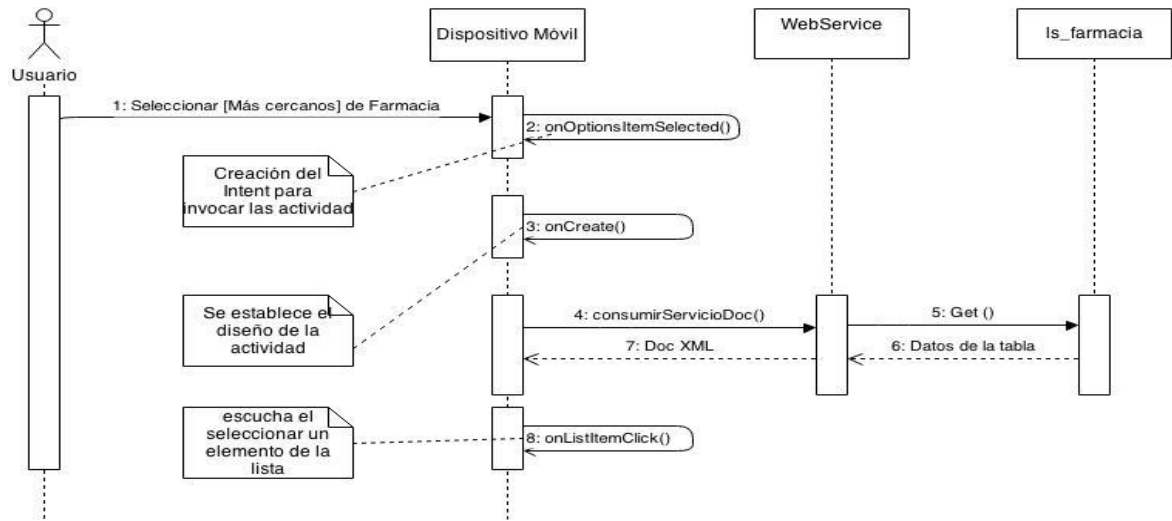 Usuario
Dispositivo Móvil
WebService
ls_farmacia
1: Seleccionar [Más cercanos] de Farmacia
2: onOptionsItemSelected()
Creación del
Intent para
invocar las actividad
3: onCreate()
Se establece el
diseño de la
actividad
4: consumirServicioDoc()
5: Get ()
7: Doc XML
6: Datos de la tabla
escucha el
seleccionar un
elemento de la
lista
8: onListItemClick()